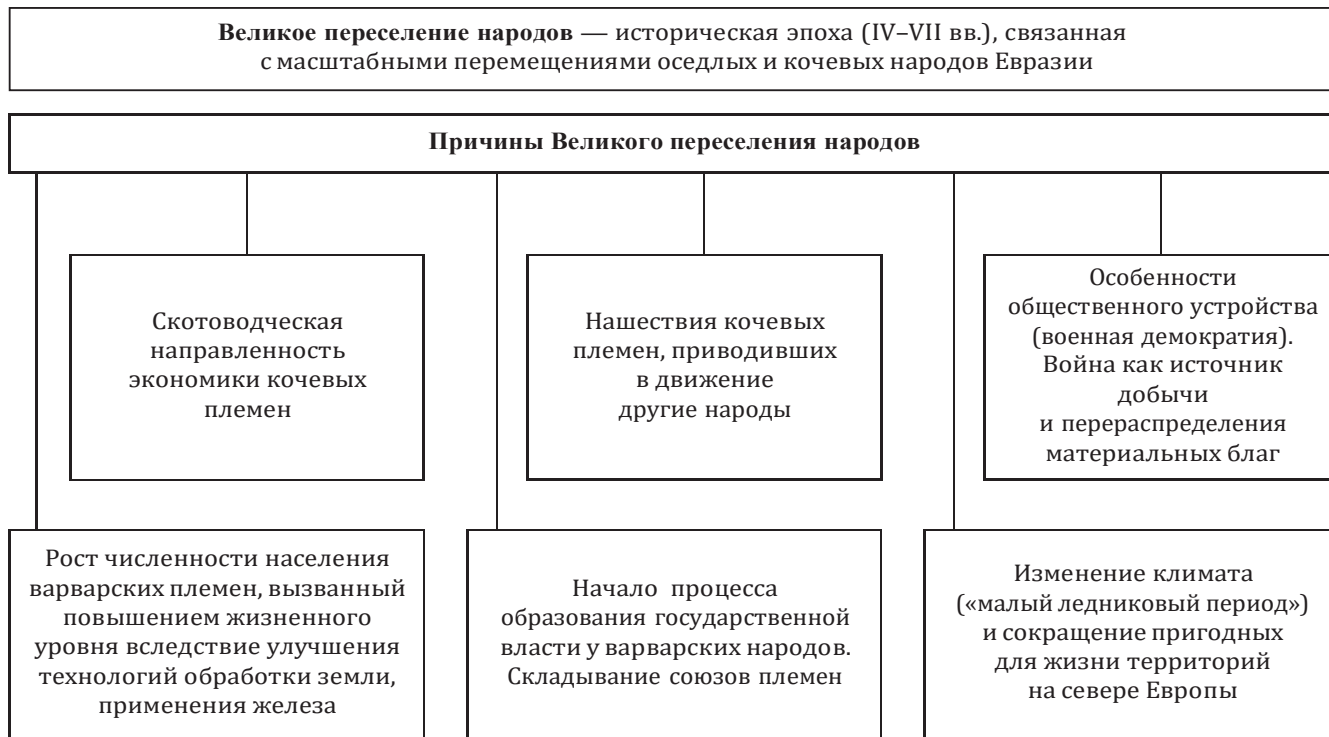 Великое переселение народов — историческая эпоха (IV–VII вв.), связанная
с масштабными перемещениями оседлых и кочевых народов Евразии
Причины Великого переселения народов
Скотоводческая
направленность
экономики кочевых
племен
Нашествия кочевых
племен, приводивших
в движение
другие народы
Особенности
общественного устройства
(военная демократия).
Война как источник
добычи
и перераспределения
материальных благ
Рост численности населения
варварских племен, вызванный
повышением жизненного
уровня вследствие улучшения
технологий обработки земли,
применения железа
Начало процесса
образования государственной
власти у варварских народов.
Складывание союзов племен
Изменение климата
(«малый ледниковый период»)
и сокращение пригодных
для жизни территорий
на севере Европы